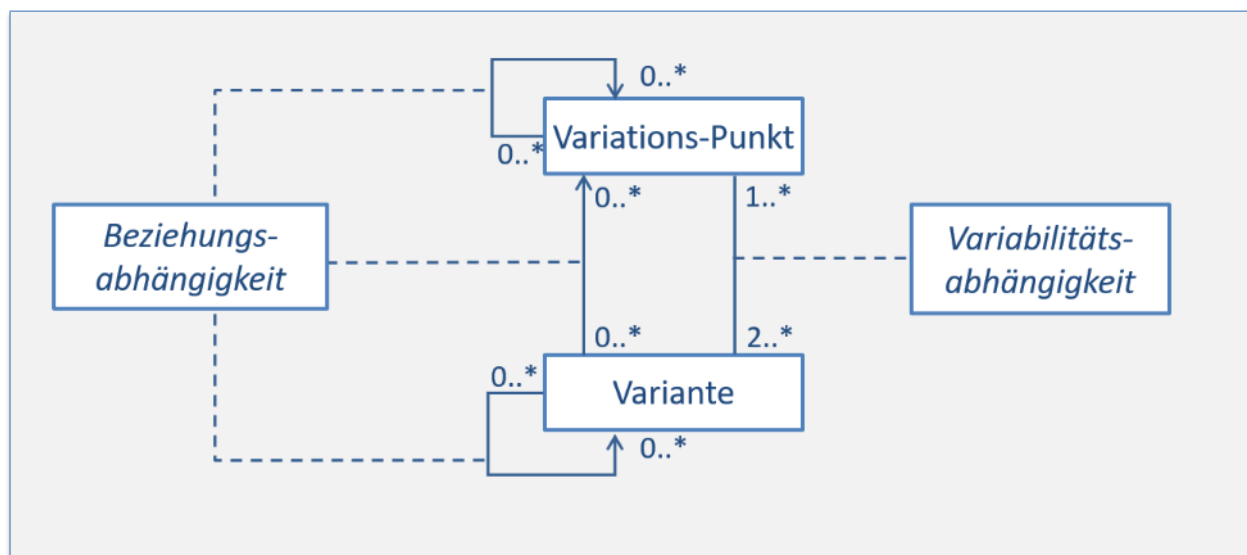 0..*
Variations-Punkt
0..*
0..*
1..*
Beziehungs-
abhängigkeit
Variabilitäts-
abhängigkeit
0..*
2..*
0..*
Variante
0..*